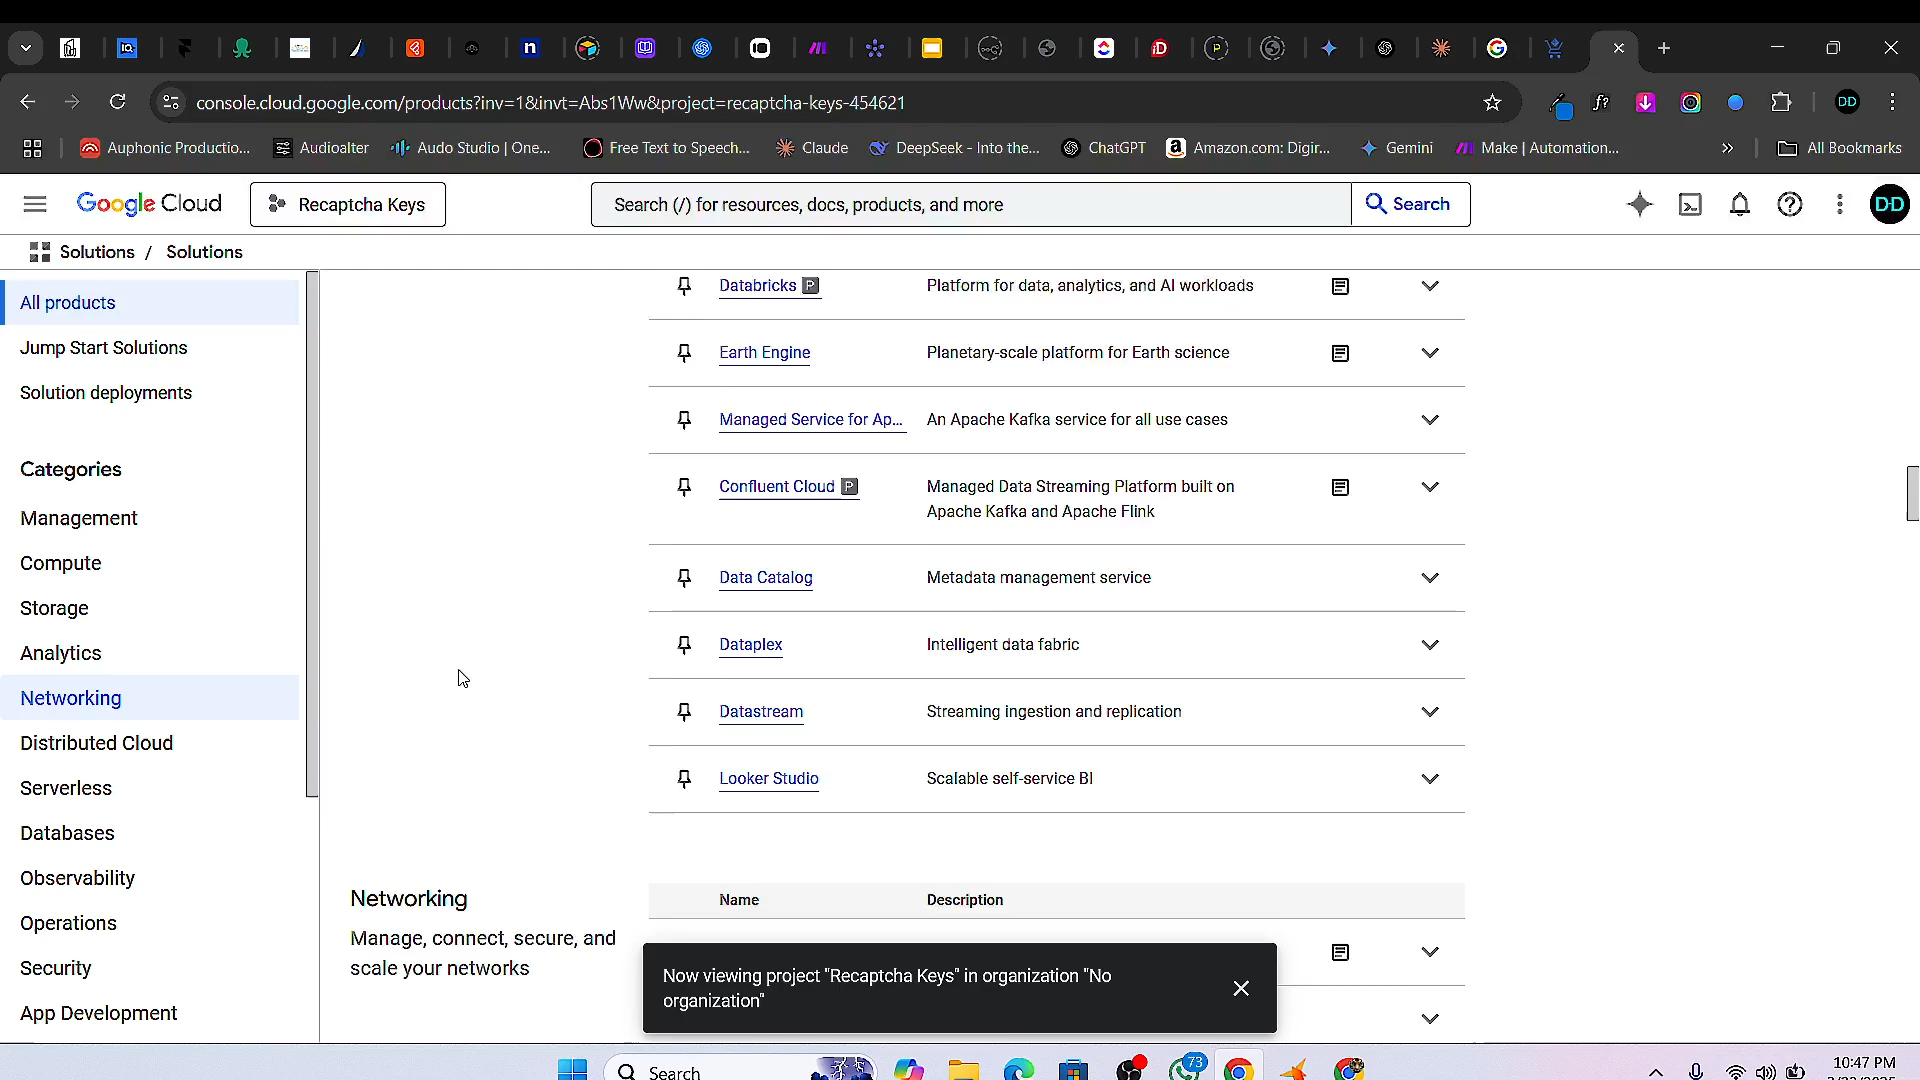 console.cloud.google.com/products?inv=1&invt=Abs1Ww&project=recaptcha-keys-454621
DD
Auphonic Productio...
Audioalter
Audo Studio | One...
Free Text to Speech...
Claude
DeepSeek - Into the...
ChatGPT
Amazon.com: Digir...
Gemini
Make | Automation...
All Bookmarks
Google Cloud
Recaptcha Keys
Search (/) for resources, docs, products, and more
Search
DD
Solutions / Solutions
All products
Jump Start Solutions
Solution deployments
Categories
Management
Compute
Storage
Analytics
Networking
Distributed Cloud
Serverless
Databases
Observability
Operations
Security
App Development
Databricks P
Platform for data, analytics, and AI workloads
Earth Engine
Planetary-scale platform for Earth science
Managed Service for Ap...
An Apache Kafka service for all use cases
Confluent Cloud P
Managed Data Streaming Platform built on
Apache Kafka and Apache Flink
Data Catalog
Metadata management service
Dataplex
Intelligent data fabric
Datastream
Streaming ingestion and replication
Looker Studio
Scalable self-service BI
Networking
Manage, connect, secure, and
scale your networks
Name
Description
Now viewing project "Recaptcha Keys" in organization "No
organization"
Search
73
10:47 PM